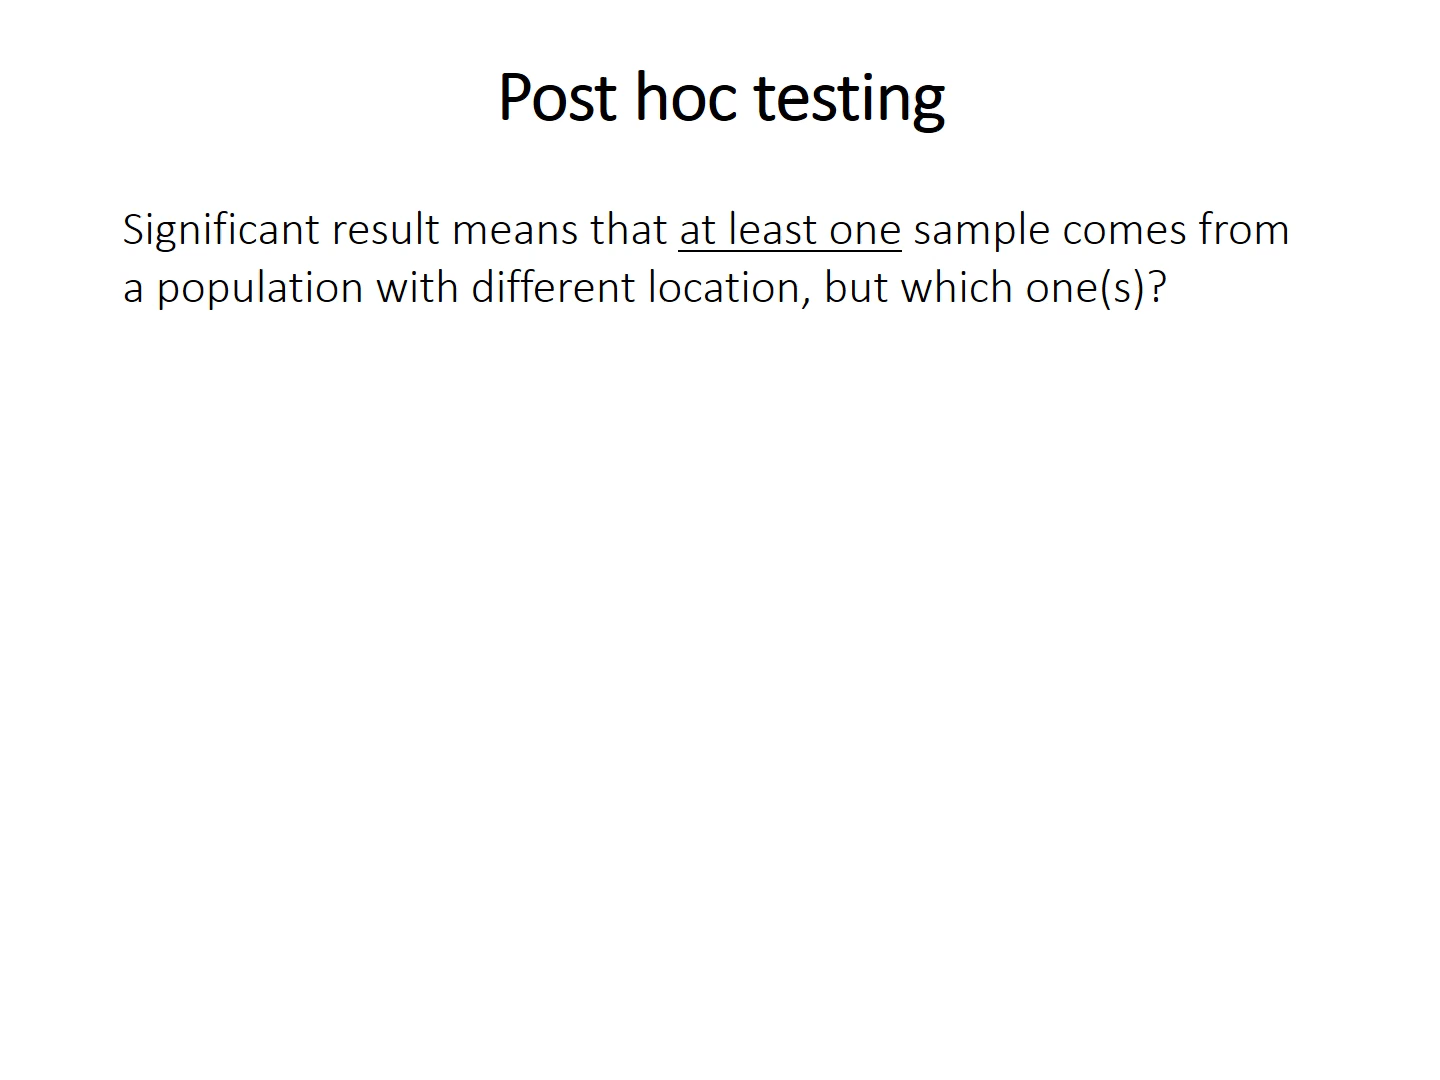 Post hoc testing
Significant result means that at least one sample comes from
a population with different location, but which one(s)?